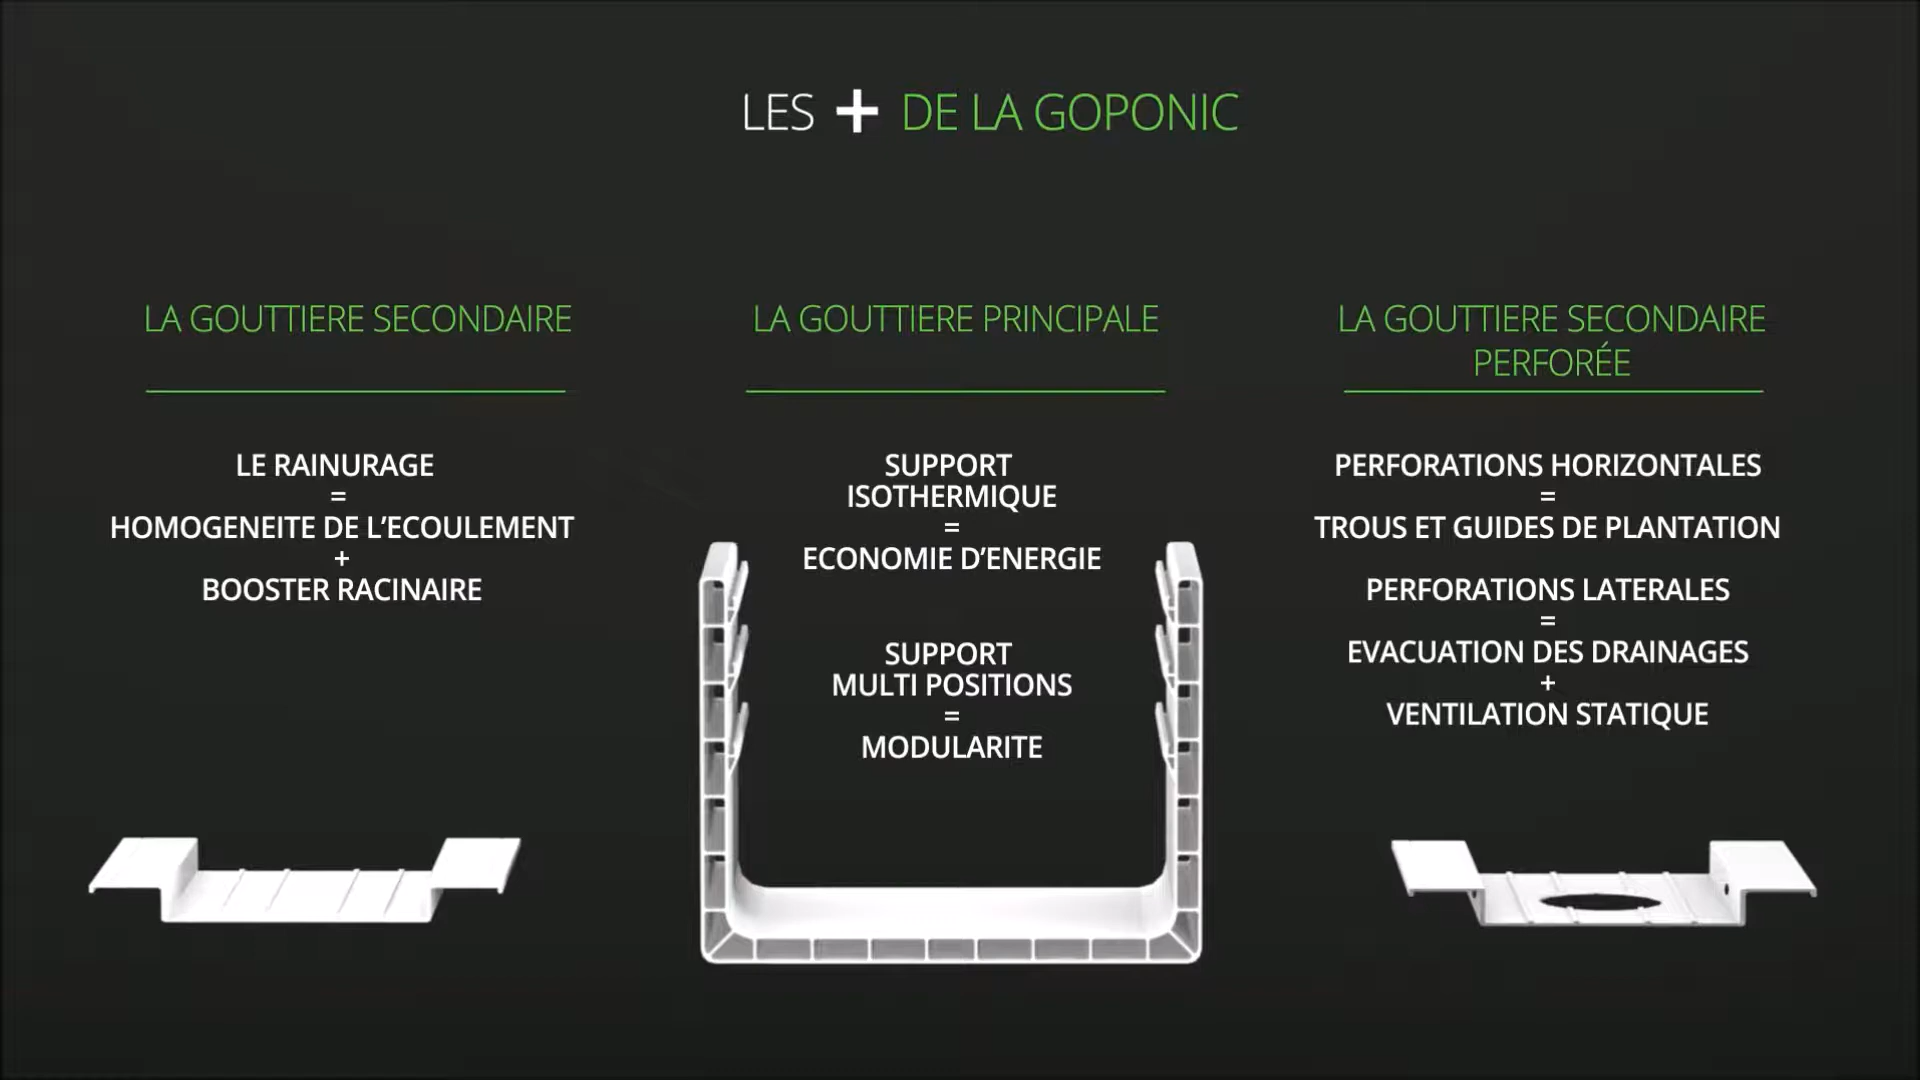 LES + DE LA GOPONIC
LA GOUTTIERE SECONDAIRE
LE RAINURAGE
=
HOMOGENEITE DE L'ECOULEMENT
+
BOOSTER RACINAIRE
LA GOUTTIERE PRINCIPALE
SUPPORT
ISOTHERMIQUE
=
ECONOMIE D'ENERGIE
SUPPORT
MULTI POSITIONS
=
MODULARITE
LA GOUTTIERE SECONDAIRE
PERFORÉE
PERFORATIONS HORIZONTALES
=
TROUS ET GUIDES DE PLANTATION
PERFORATIONS LATERALES
=
EVACUATION DES DRAINAGES
+
VENTILATION STATIQUE